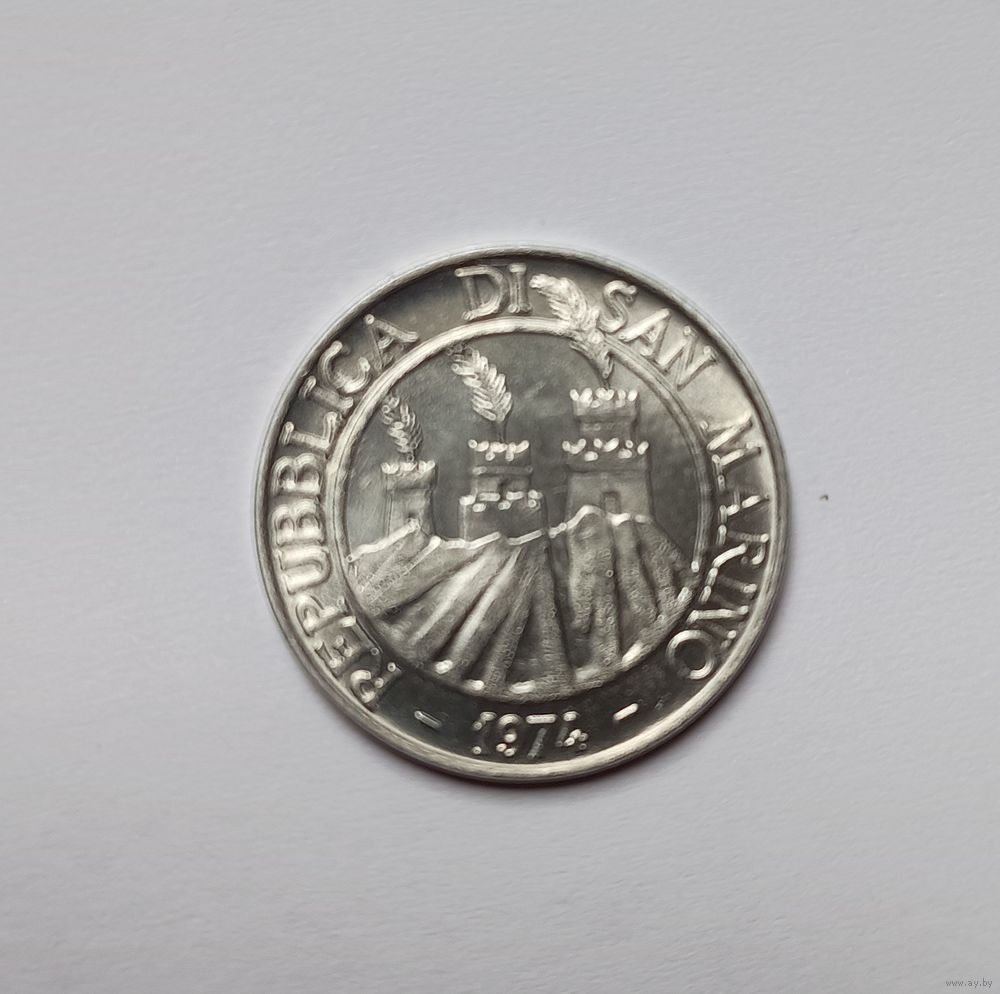 REPUBBLICA DI SAN MARINO
- 1974 -
www.ay.by